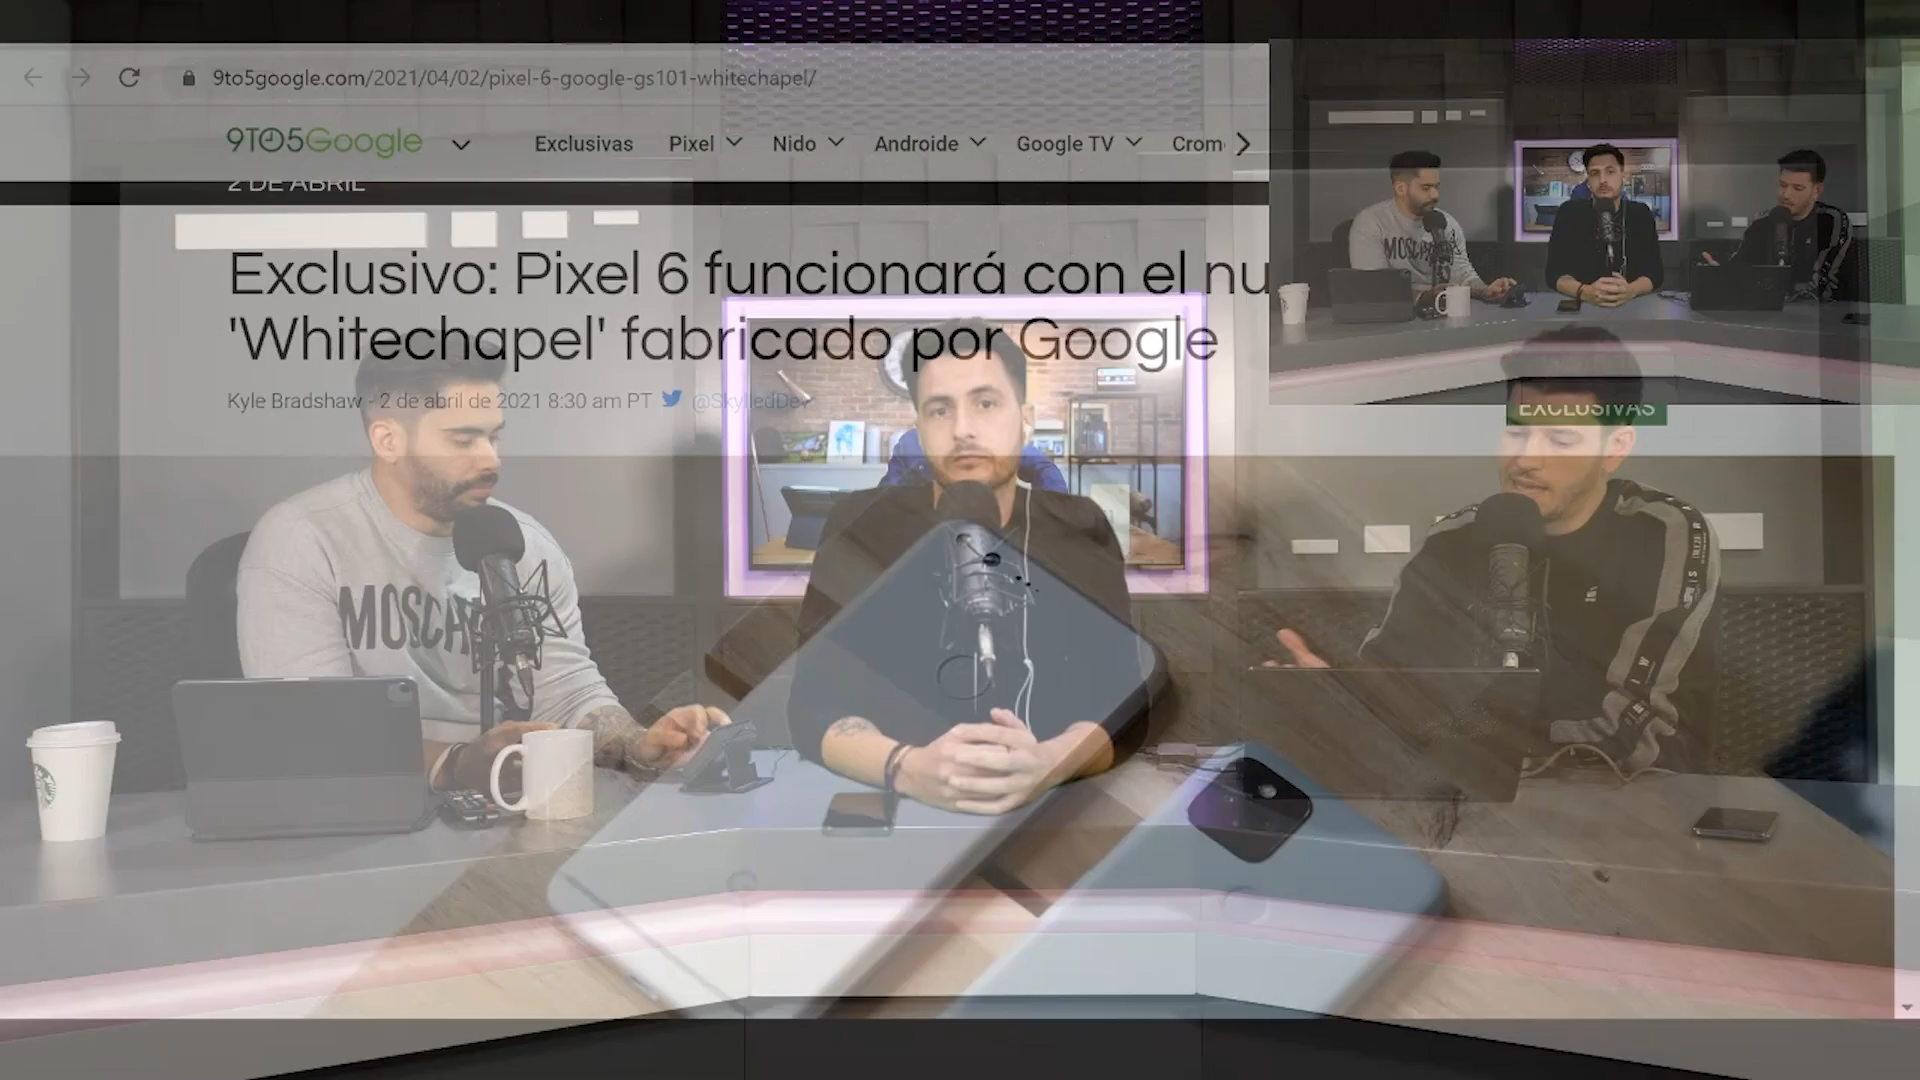 9to5google.com/2021/04/02/pixel-6-google-gs101-whitechapel/
9TO5Google Exclusivas Pixel Nido Androide Google TV Crom
2 DE ABRIL
Exclusivo: Pixel 6 funcionará con el nu
'Whitechapel' fabricado por Google
Kyle Bradshaw - 2 de abril de 2021 8:30 am PT @SkylledDev
EXCLUSIVAS